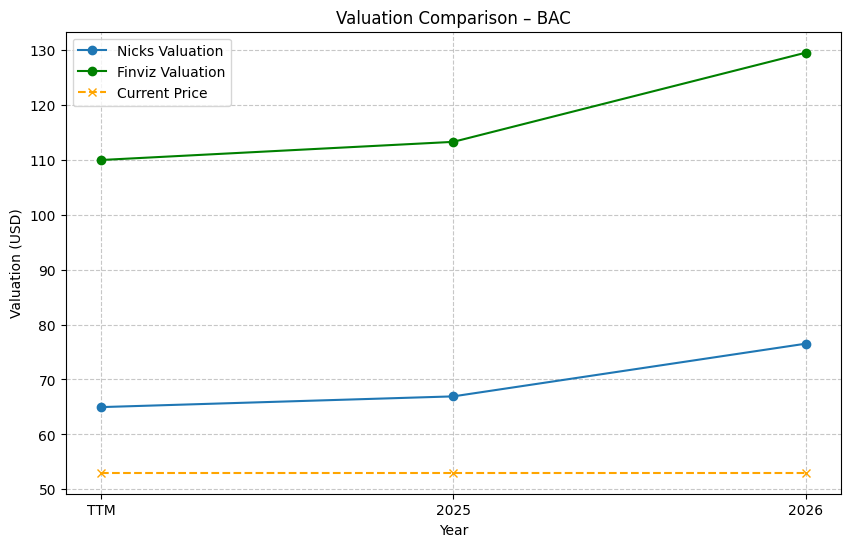 Valuation Comparison – BAC
Nicks Valuation
Finviz Valuation
Current Price
Valuation (USD)
130
120
110
100
90
80
70
60
50
TTM
2025
2026
Year